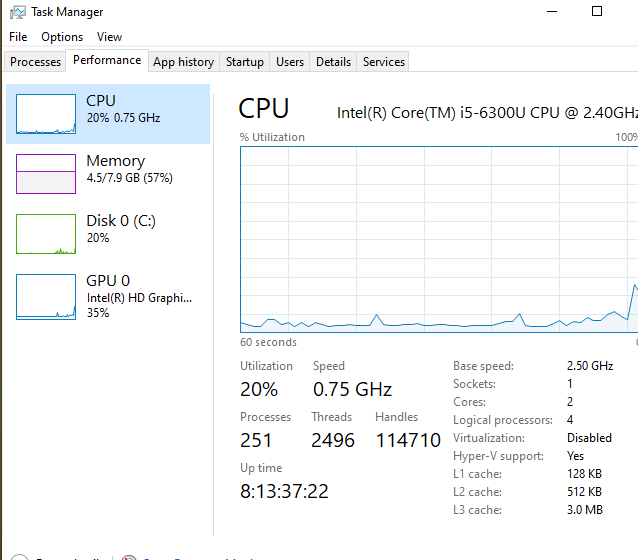 Task Manager
File Options View
Processes Performance App history Startup Users Details Services
CPU
20% 0.75 GHz
Memory
4.5/7.9 GB (57%)
Disk 0 (C:)
20%
GPU 0
Intel(R) HD Graphi...
35%
CPU Intel(R) Core(TM) i5-6300U CPU @ 2.40GHz
% Utilization 100%
60 seconds 0
Utilization Speed
20% 0.75 GHz
Processes Threads Handles
251 2496 114710
Up time
8:13:37:22
Base speed: 2.50 GHz
Sockets: 1
Cores: 2
Logical processors: 4
Virtualization: Disabled
Hyper-V support: Yes
L1 cache: 128 KB
L2 cache: 512 KB
L3 cache: 3.0 MB